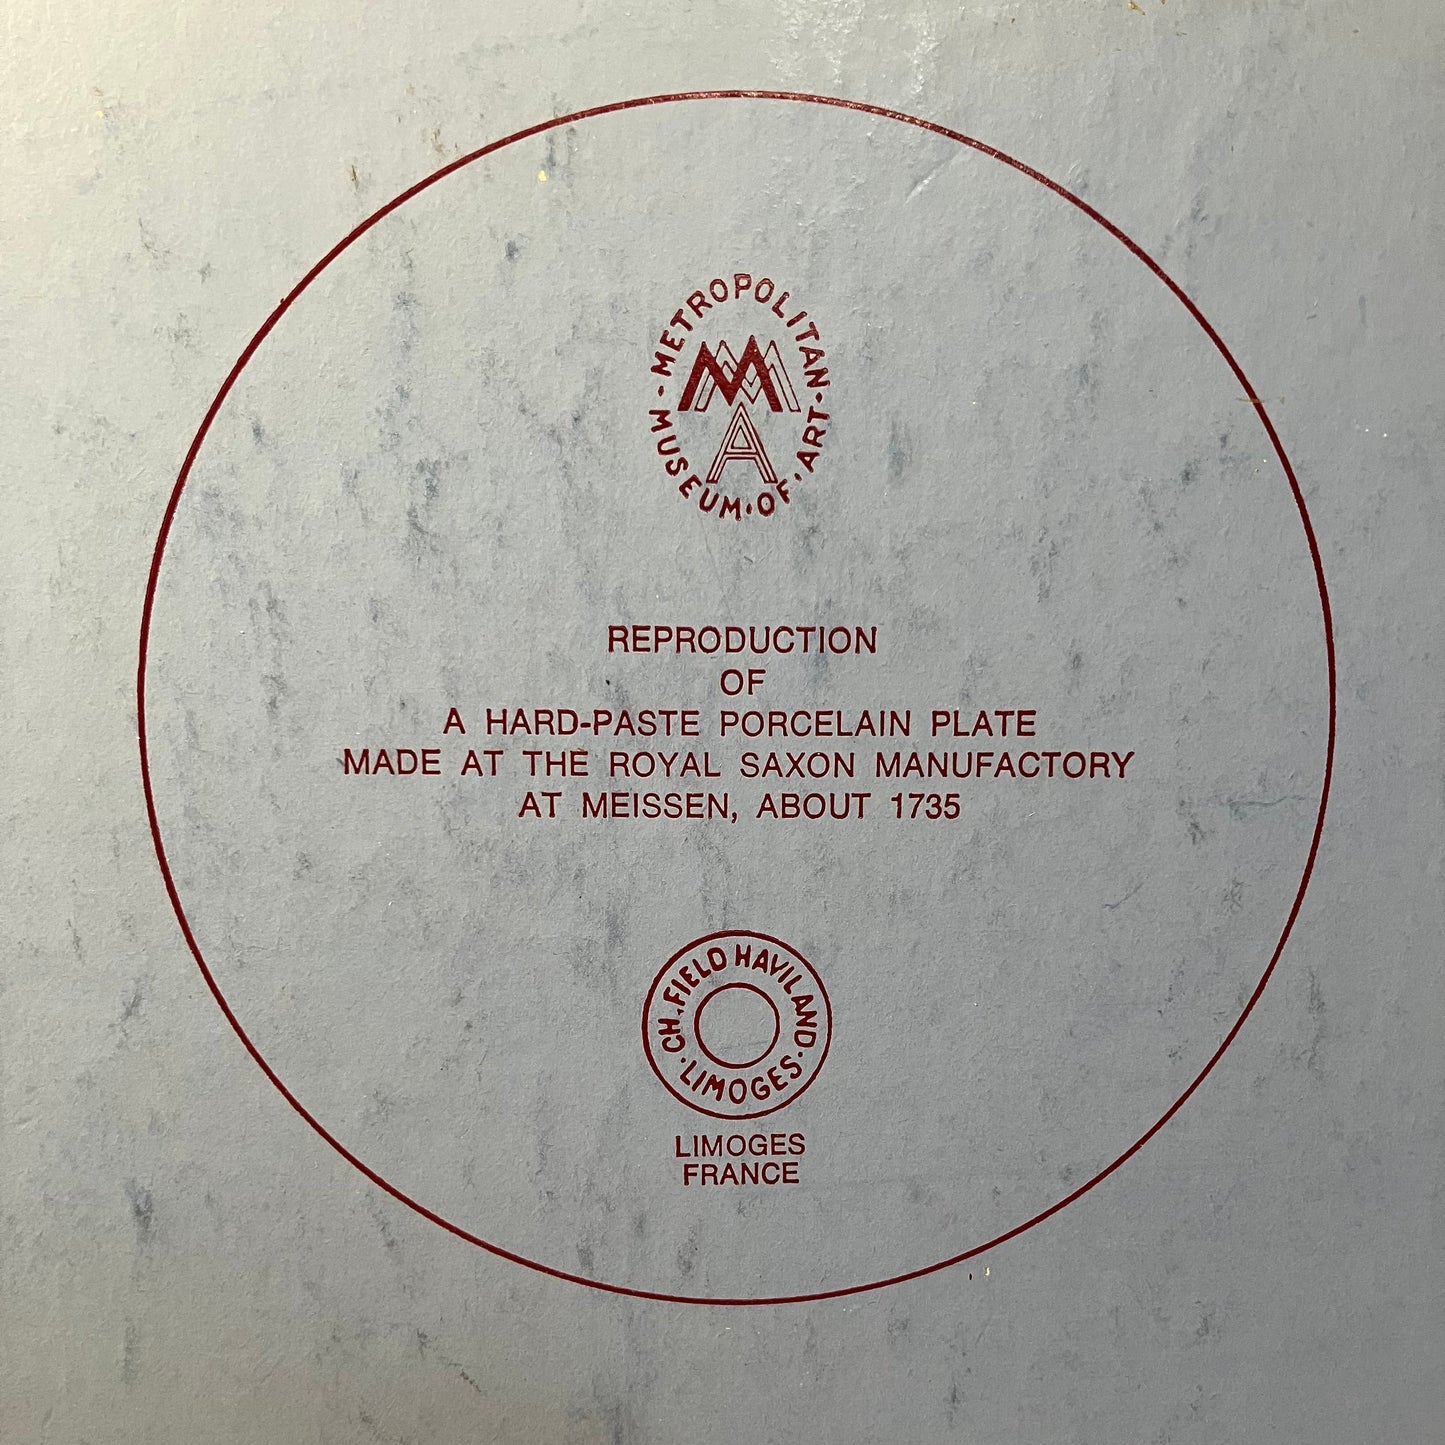 METROPOLITAN · MUSEUM · OF · ART ·
MMA
REPRODUCTION
OF
A HARD-PASTE PORCELAIN PLATE
MADE AT THE ROYAL SAXON MANUFACTORY
AT MEISSEN, ABOUT 1735
CH. FIELD HAVILAND
· LIMOGES ·
LIMOGES
FRANCE